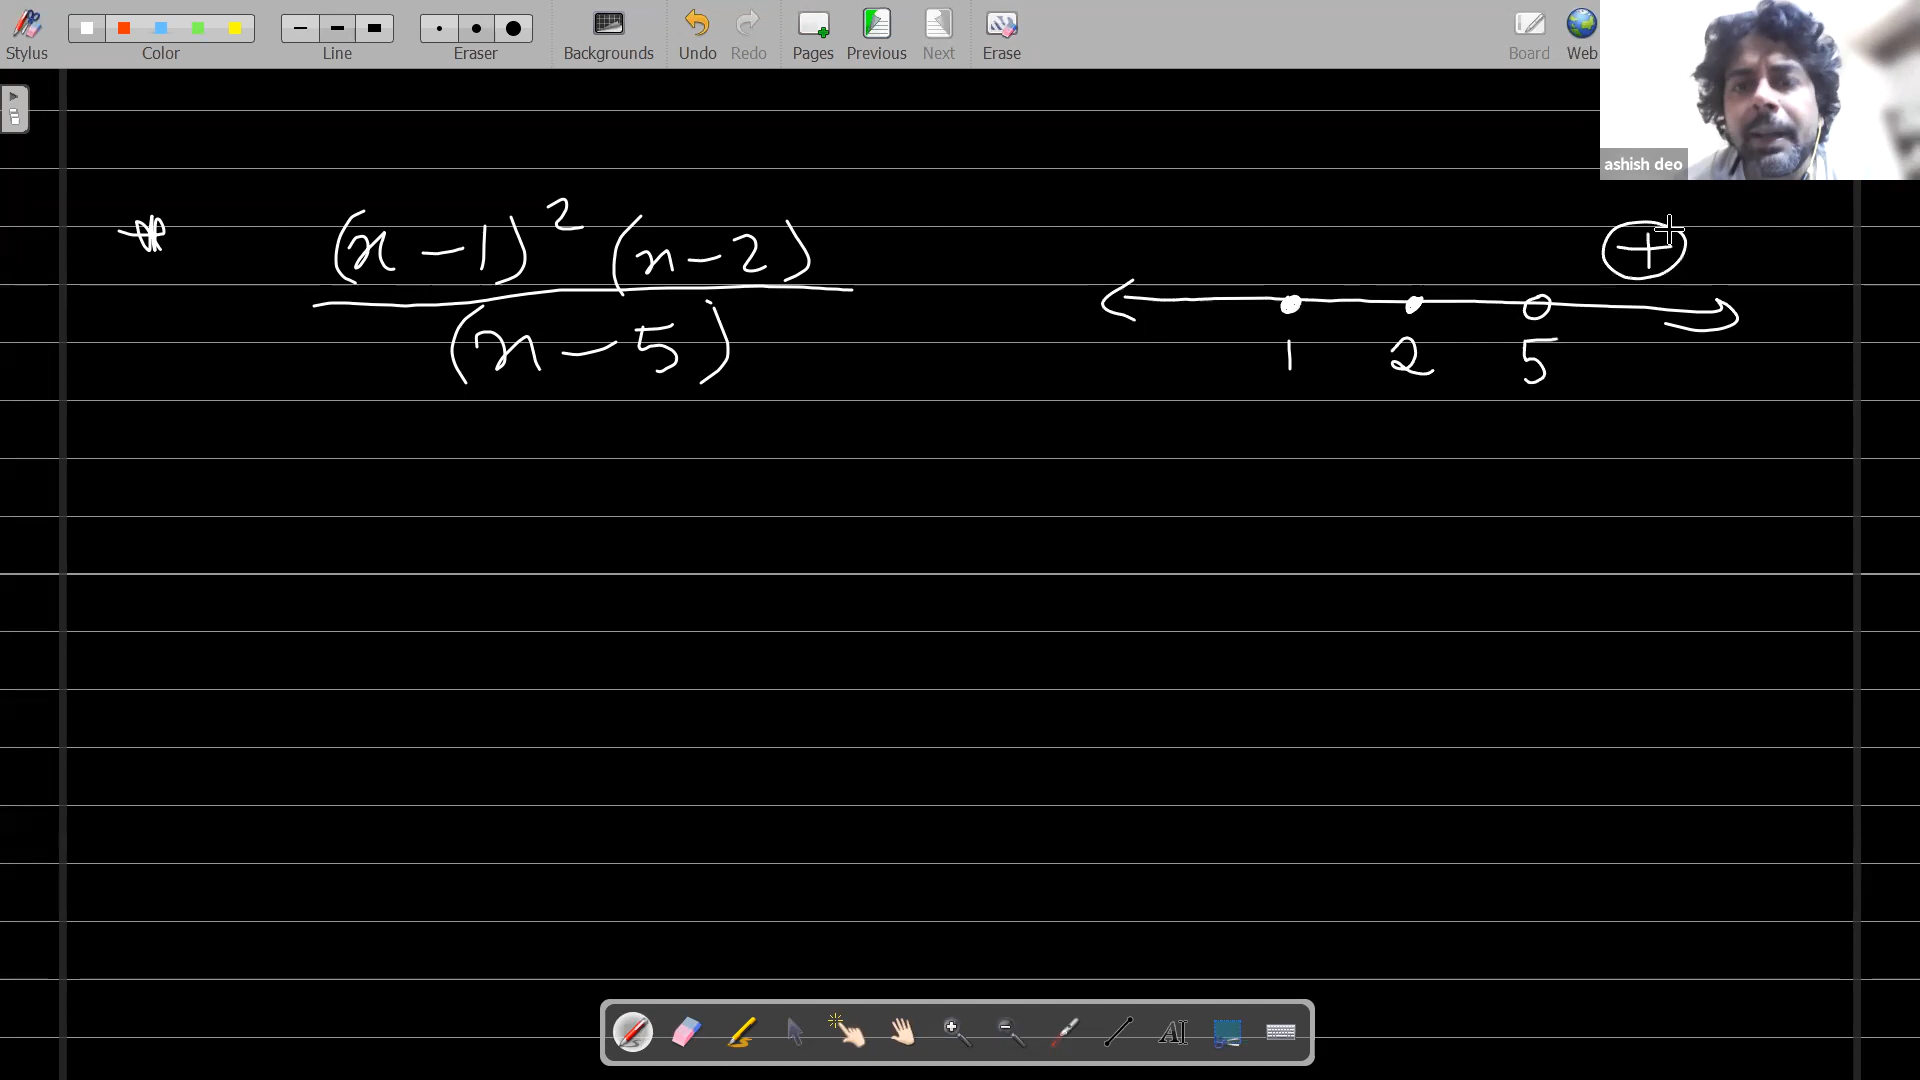 Stylus Color Line Eraser Backgrounds Undo Redo Pages Previous Next Erase Board Web
ashish deo
* (x-1)² (x-2)
(x-5)
+
1 2 5
AI